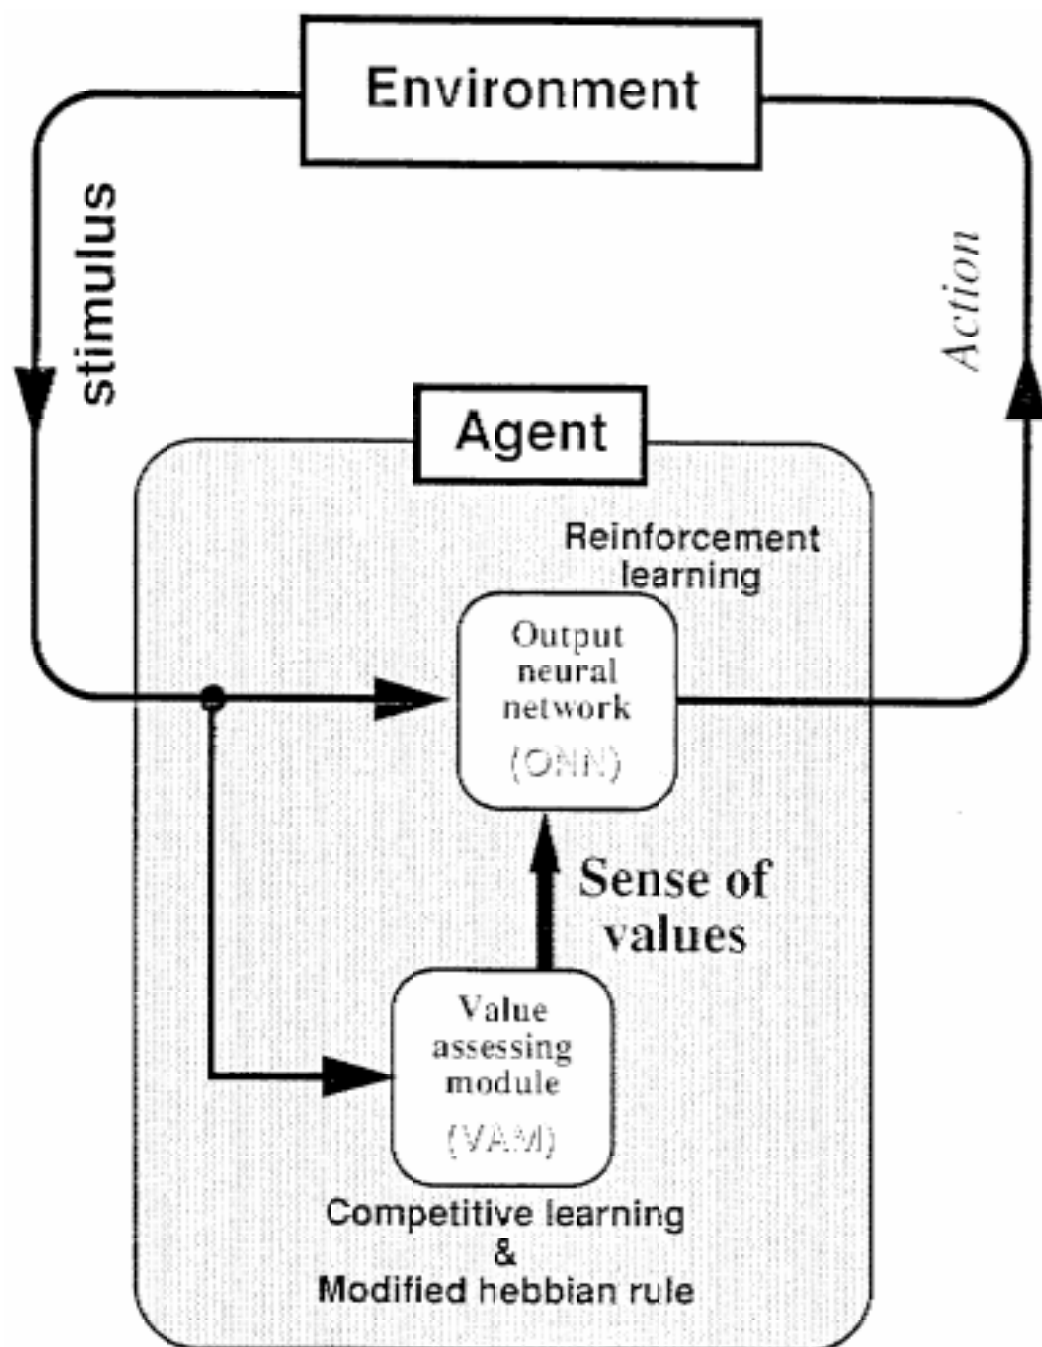 Environment
stimulus
Action
Agent
Reinforcement
learning
Output
neural
network
(ONN)
Sense of
values
Value
assessing
module
(VAM)
Competitive learning
&
Modified hebbian rule